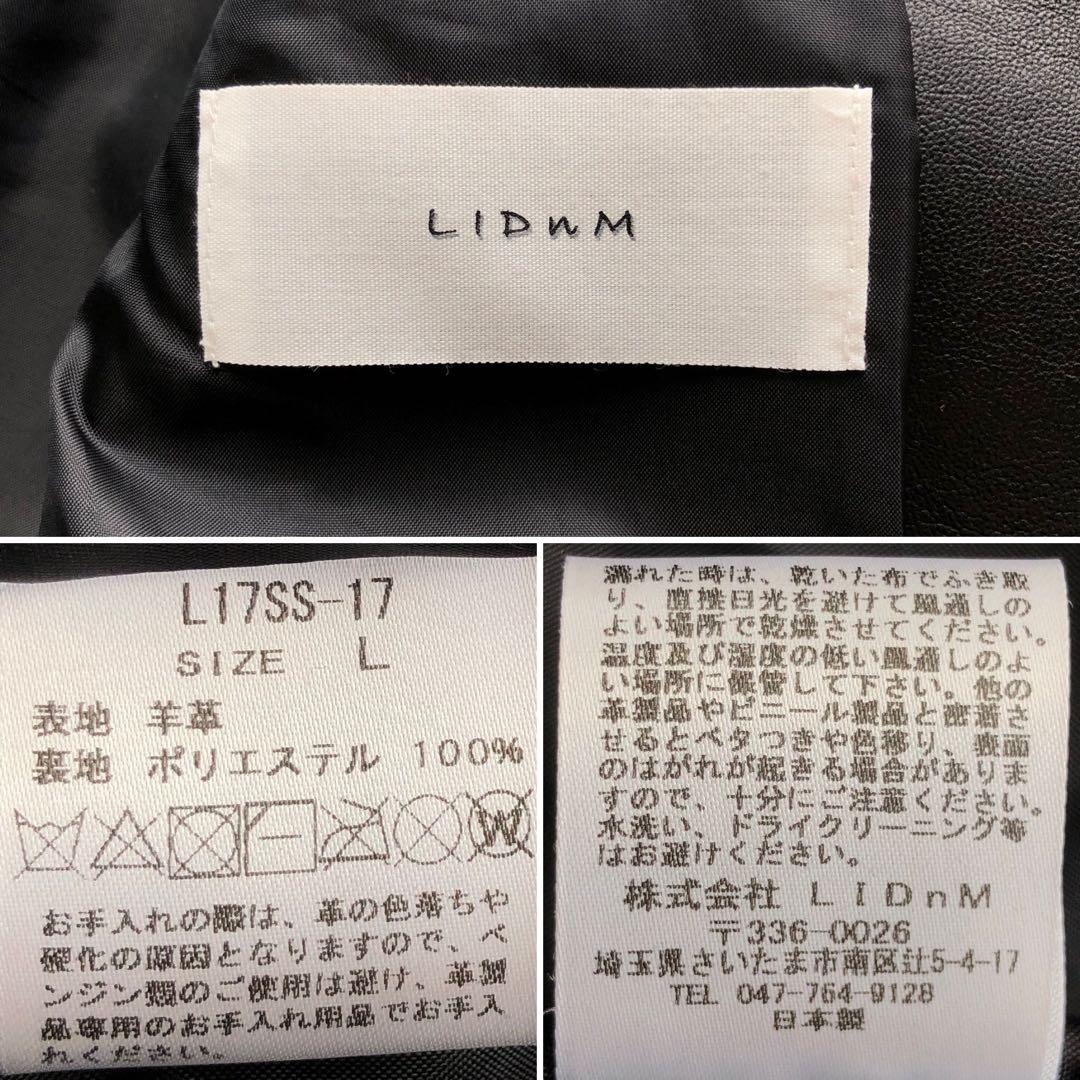 LIDnM
L17SS-17
SIZE L
表地 羊革
裏地 ポリエステル 100%
W
お手入れの際は、革の色落ちや
硬化の原因となりますので、ベ
ンジン類のご使用は避け、革製
品専用のお手入れ用品でお手入
れください。
濡れた時は、乾いた布でふき取
り、直接日光を避けて風通しの
よい場所で乾燥させてください。
温度及び湿度の低い風通しのよ
い場所に保管して下さい。他の
革製品やビニール製品と密着さ
せるとベタつきや色移り、表面
のはがれが起きる場合がありま
すので、十分にご注意ください。
水洗い、ドライクリーニング等
はお避けください。
株式会社 LIDnM
〒336-0026
埼玉県さいたま市南区辻5-4-17
TEL 047-764-9128
日本製